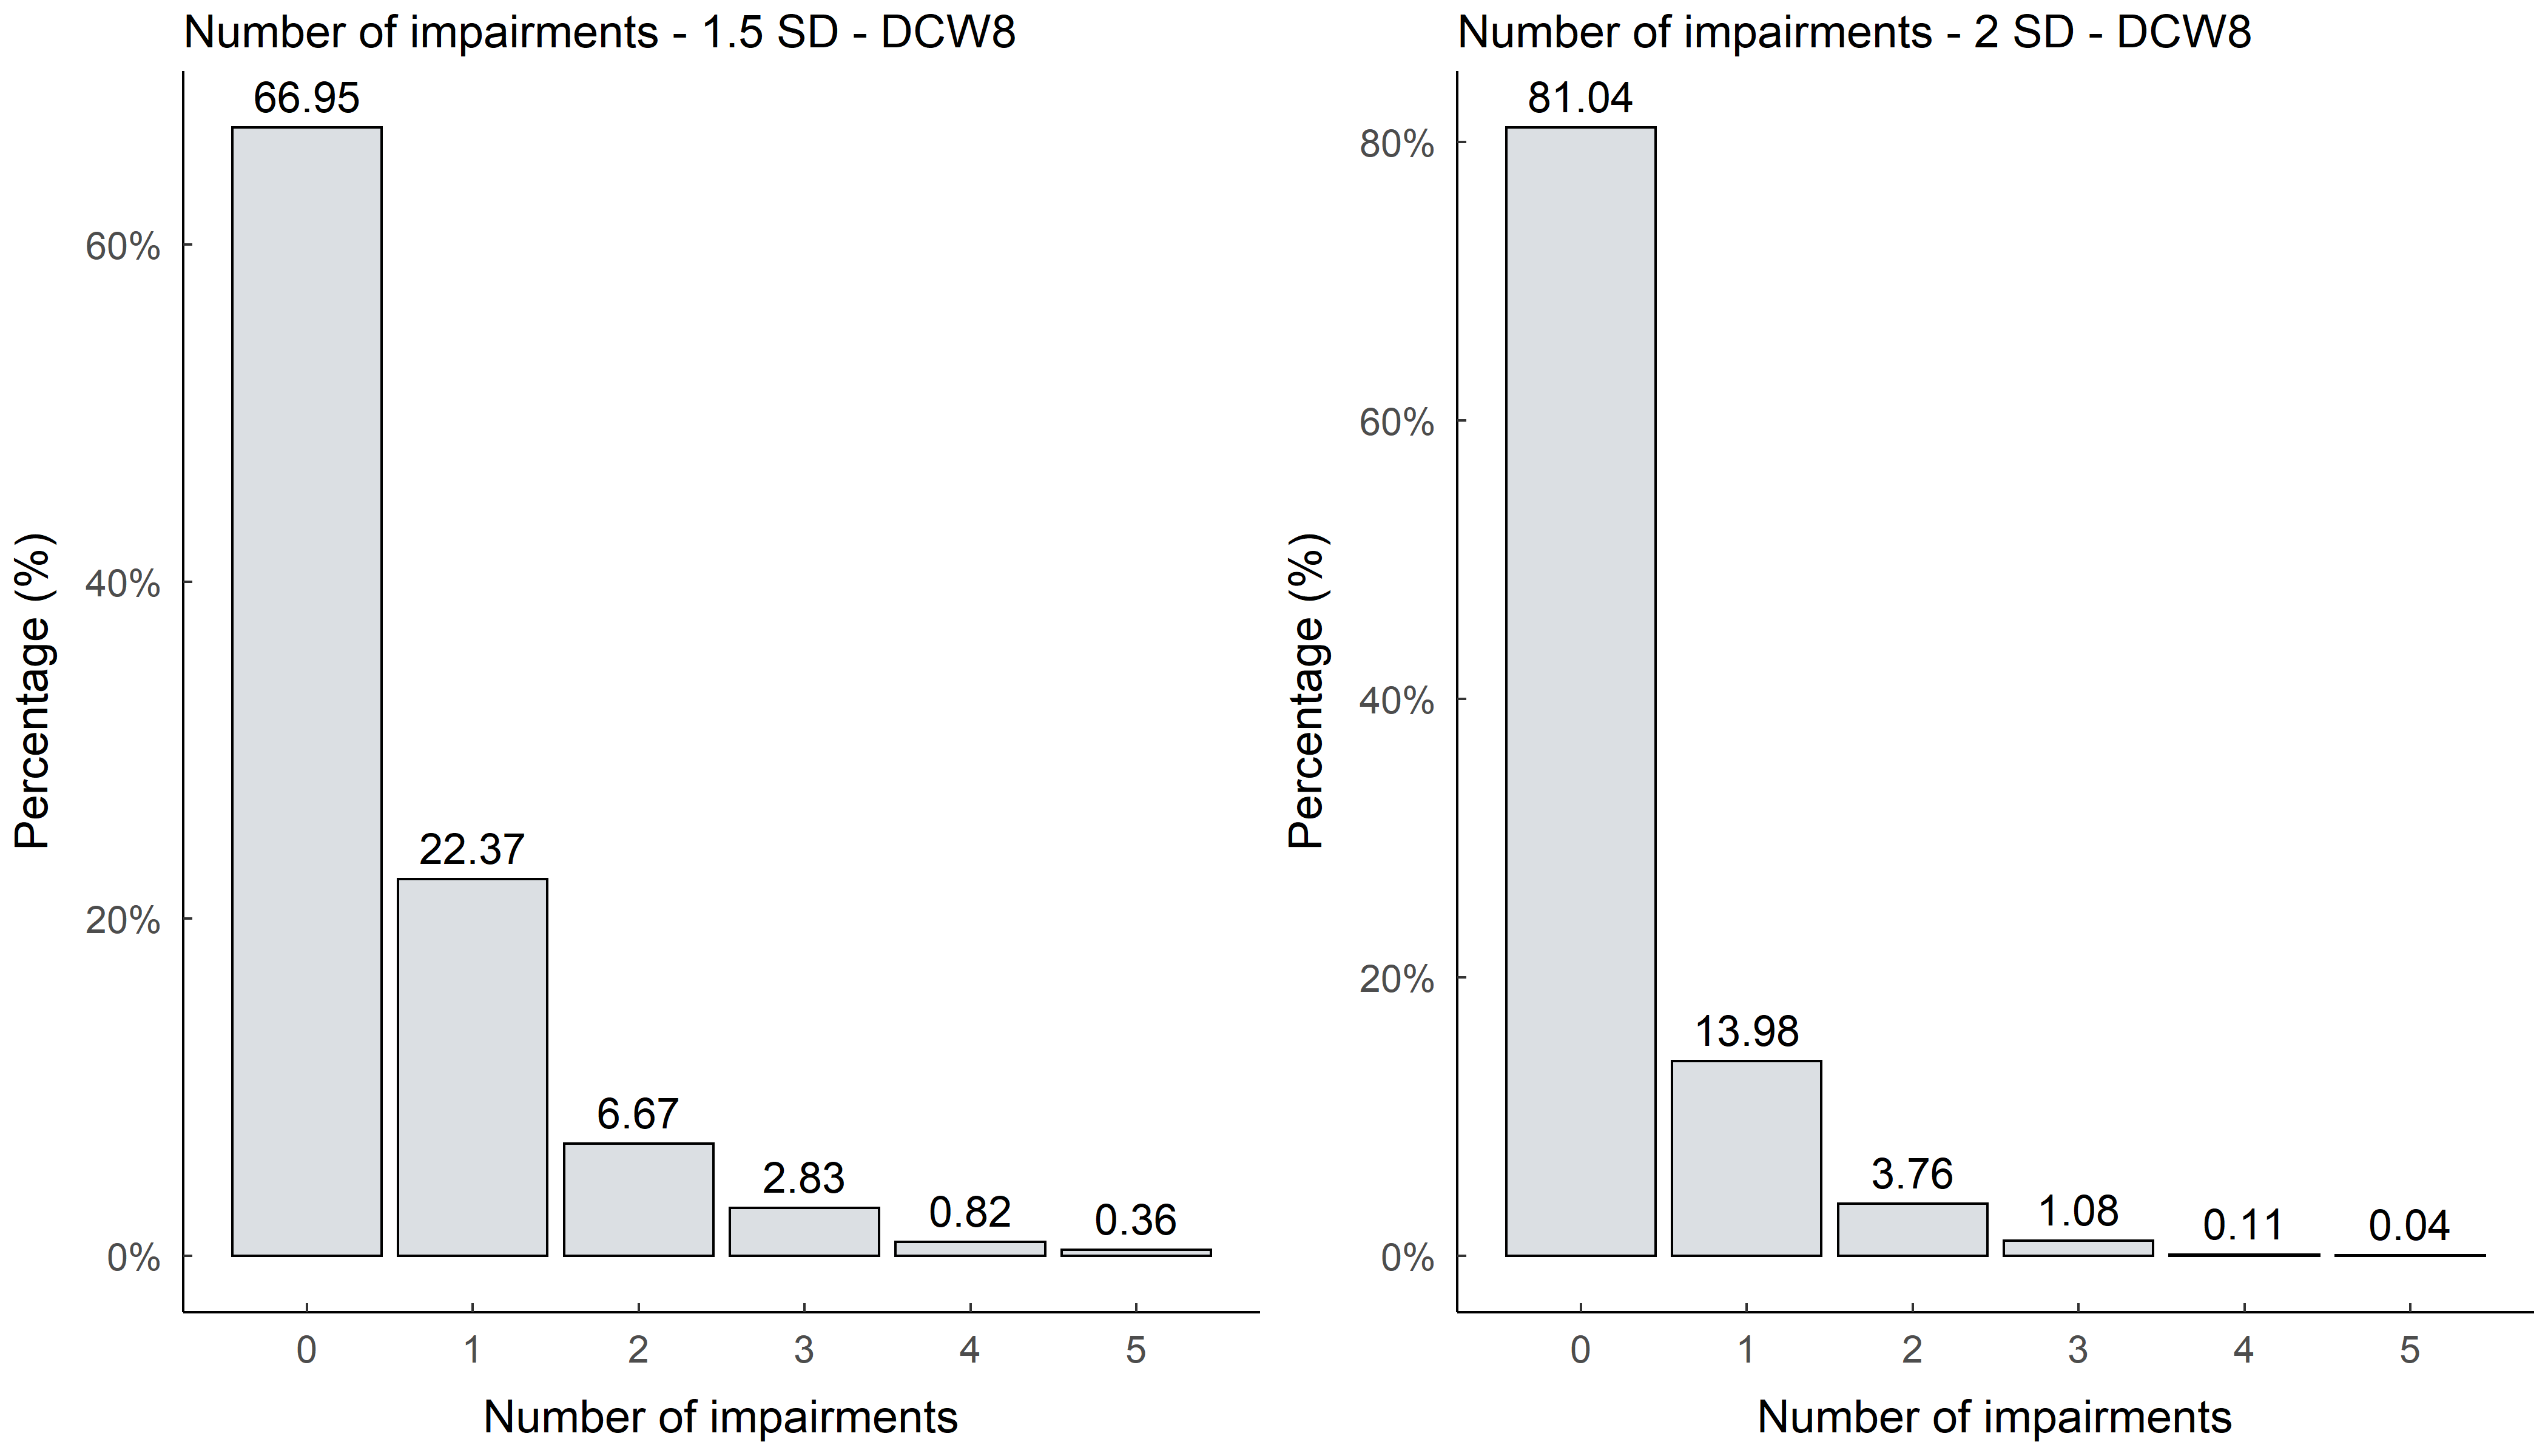 Number of impairments - 1.5 SD - DCW8
Percentage (%)
60%
40%
20%
0%
66.95
22.37
6.67
2.83
0.82
0.36
0 1 2 3 4 5
Number of impairments
Number of impairments - 2 SD - DCW8
Percentage (%)
80%
60%
40%
20%
0%
81.04
13.98
3.76
1.08
0.11
0.04
0 1 2 3 4 5
Number of impairments